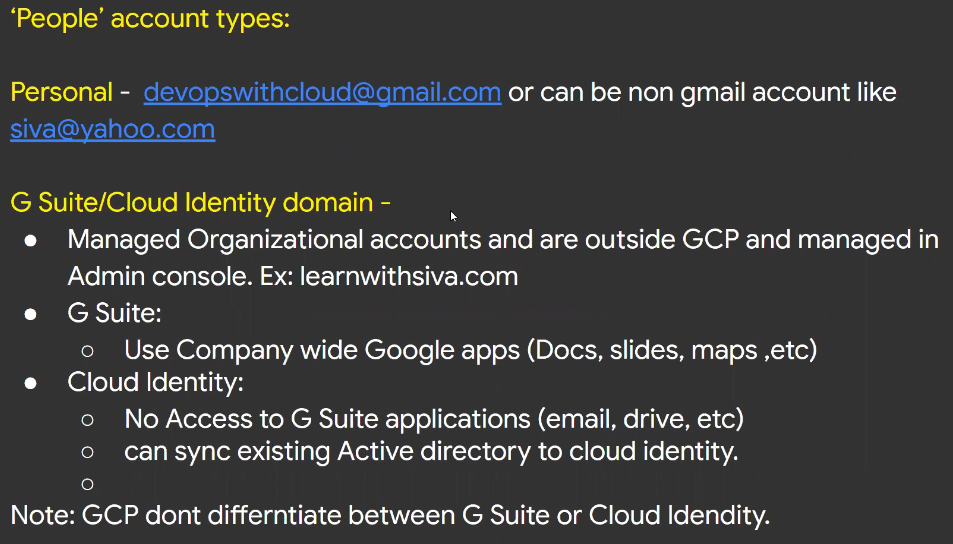 ‘People’ account types:
Personal - devopswithcloud@gmail.com or can be non gmail account like
siva@yahoo.com
G Suite/Cloud Identity domain -
● Managed Organizational accounts and are outside GCP and managed in
Admin console. Ex: learnwithsiva.com
● G Suite:
○ Use Company wide Google apps (Docs, slides, maps ,etc)
● Cloud Identity:
○ No Access to G Suite applications (email, drive, etc)
○ can sync existing Active directory to cloud identity.
○
Note: GCP dont differntiate between G Suite or Cloud Idendity.